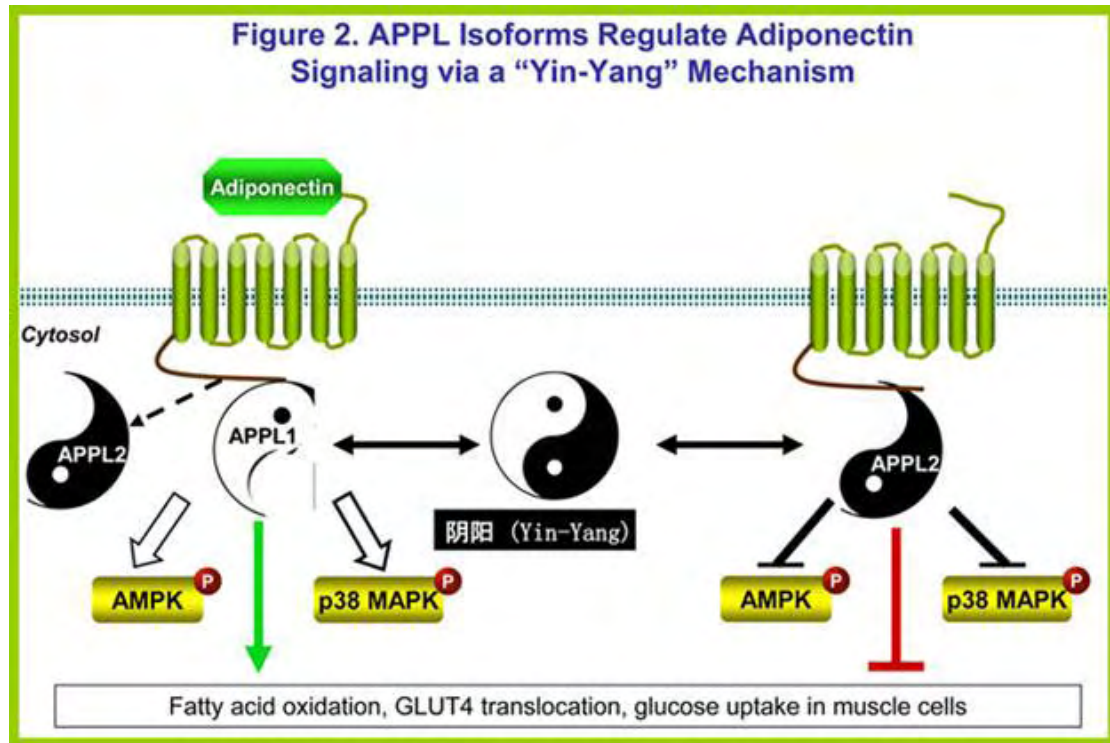 Figure 2. APPL Isoforms Regulate Adiponectin
Signaling via a “Yin-Yang” Mechanism
Adiponectin
Cytosol
APPL2
APPL1
APPL2
阴阳 (Yin-Yang)
AMPK
P
p38 MAPK
P
AMPK
P
p38 MAPK
P
Fatty acid oxidation, GLUT4 translocation, glucose uptake in muscle cells